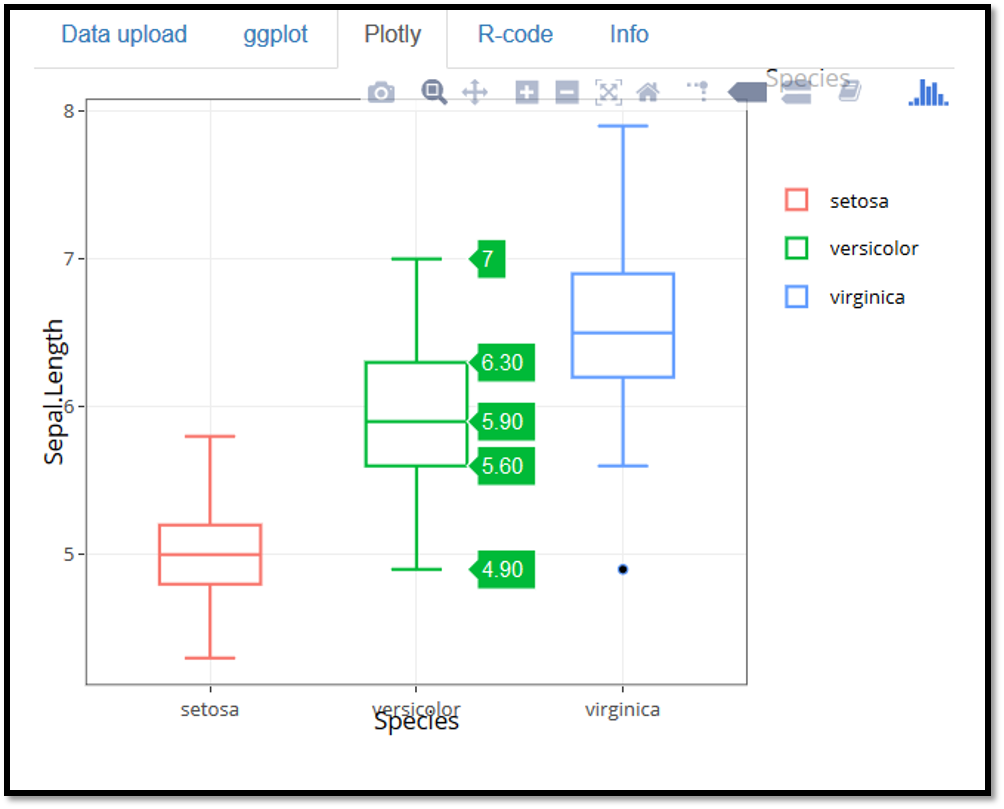 Data upload ggplot Plotly R-code Info
Species
8
7
6
5
Sepal.Length
7
6.30
5.90
5.60
4.90
setosa
versicolor
virginica
setosa versicolor virginica
Species